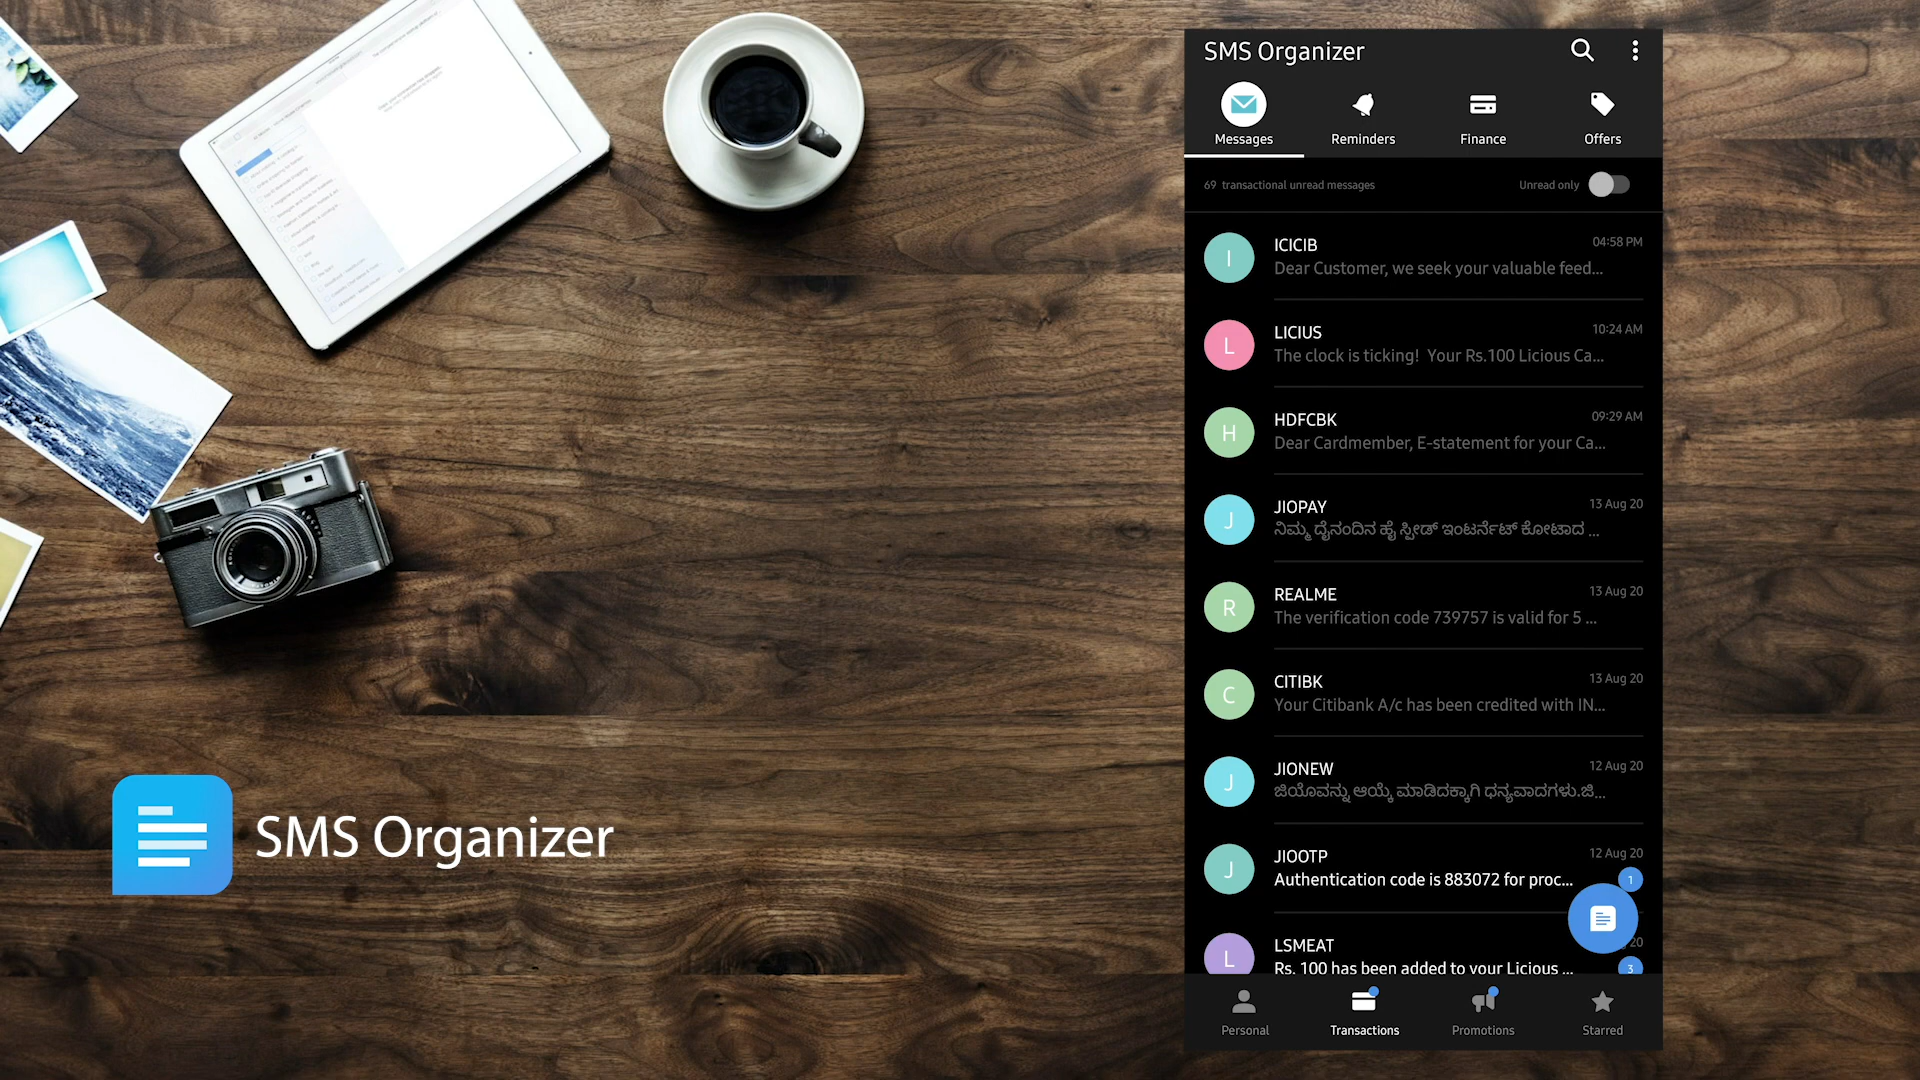 SMS Organizer
Messages
Reminders
Finance
Offers
69 transactional unread messages
Unread only
ICICIB
04:58 PM
Dear Customer, we seek your valuable feed...
LICIUS
10:24 AM
The clock is ticking! Your Rs.100 Licious Ca...
HDFCBK
09:29 AM
Dear Cardmember, E-statement for your Ca...
JIOPAY
13 Aug 20
ನಿಮ್ಮ ದೈನಂದಿನ ಹೈ ಸ್ಪೀಡ್ ಇಂಟರ್ನೆಟ್ ಕೋಟಾದ ...
REALME
13 Aug 20
The verification code 739757 is valid for 5 ...
CITIBK
13 Aug 20
Your Citibank A/c has been credited with IN...
JIONEW
12 Aug 20
ಜಿಯೊವನ್ನು ಆಯ್ಕೆ ಮಾಡಿದಕ್ಕಾಗಿ ಧನ್ಯವಾದಗಳು.ಜಿ...
JIOOTP
12 Aug 20
Authentication code is 883072 for proc...
1
LSMEAT
20
Rs. 100 has been added to your Licious ...
3
Personal
Transactions
Promotions
Starred
SMS Organizer